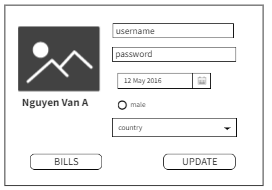 username
password
12 May 2016
Nguyen Van A
male
country
BILLS
UPDATE